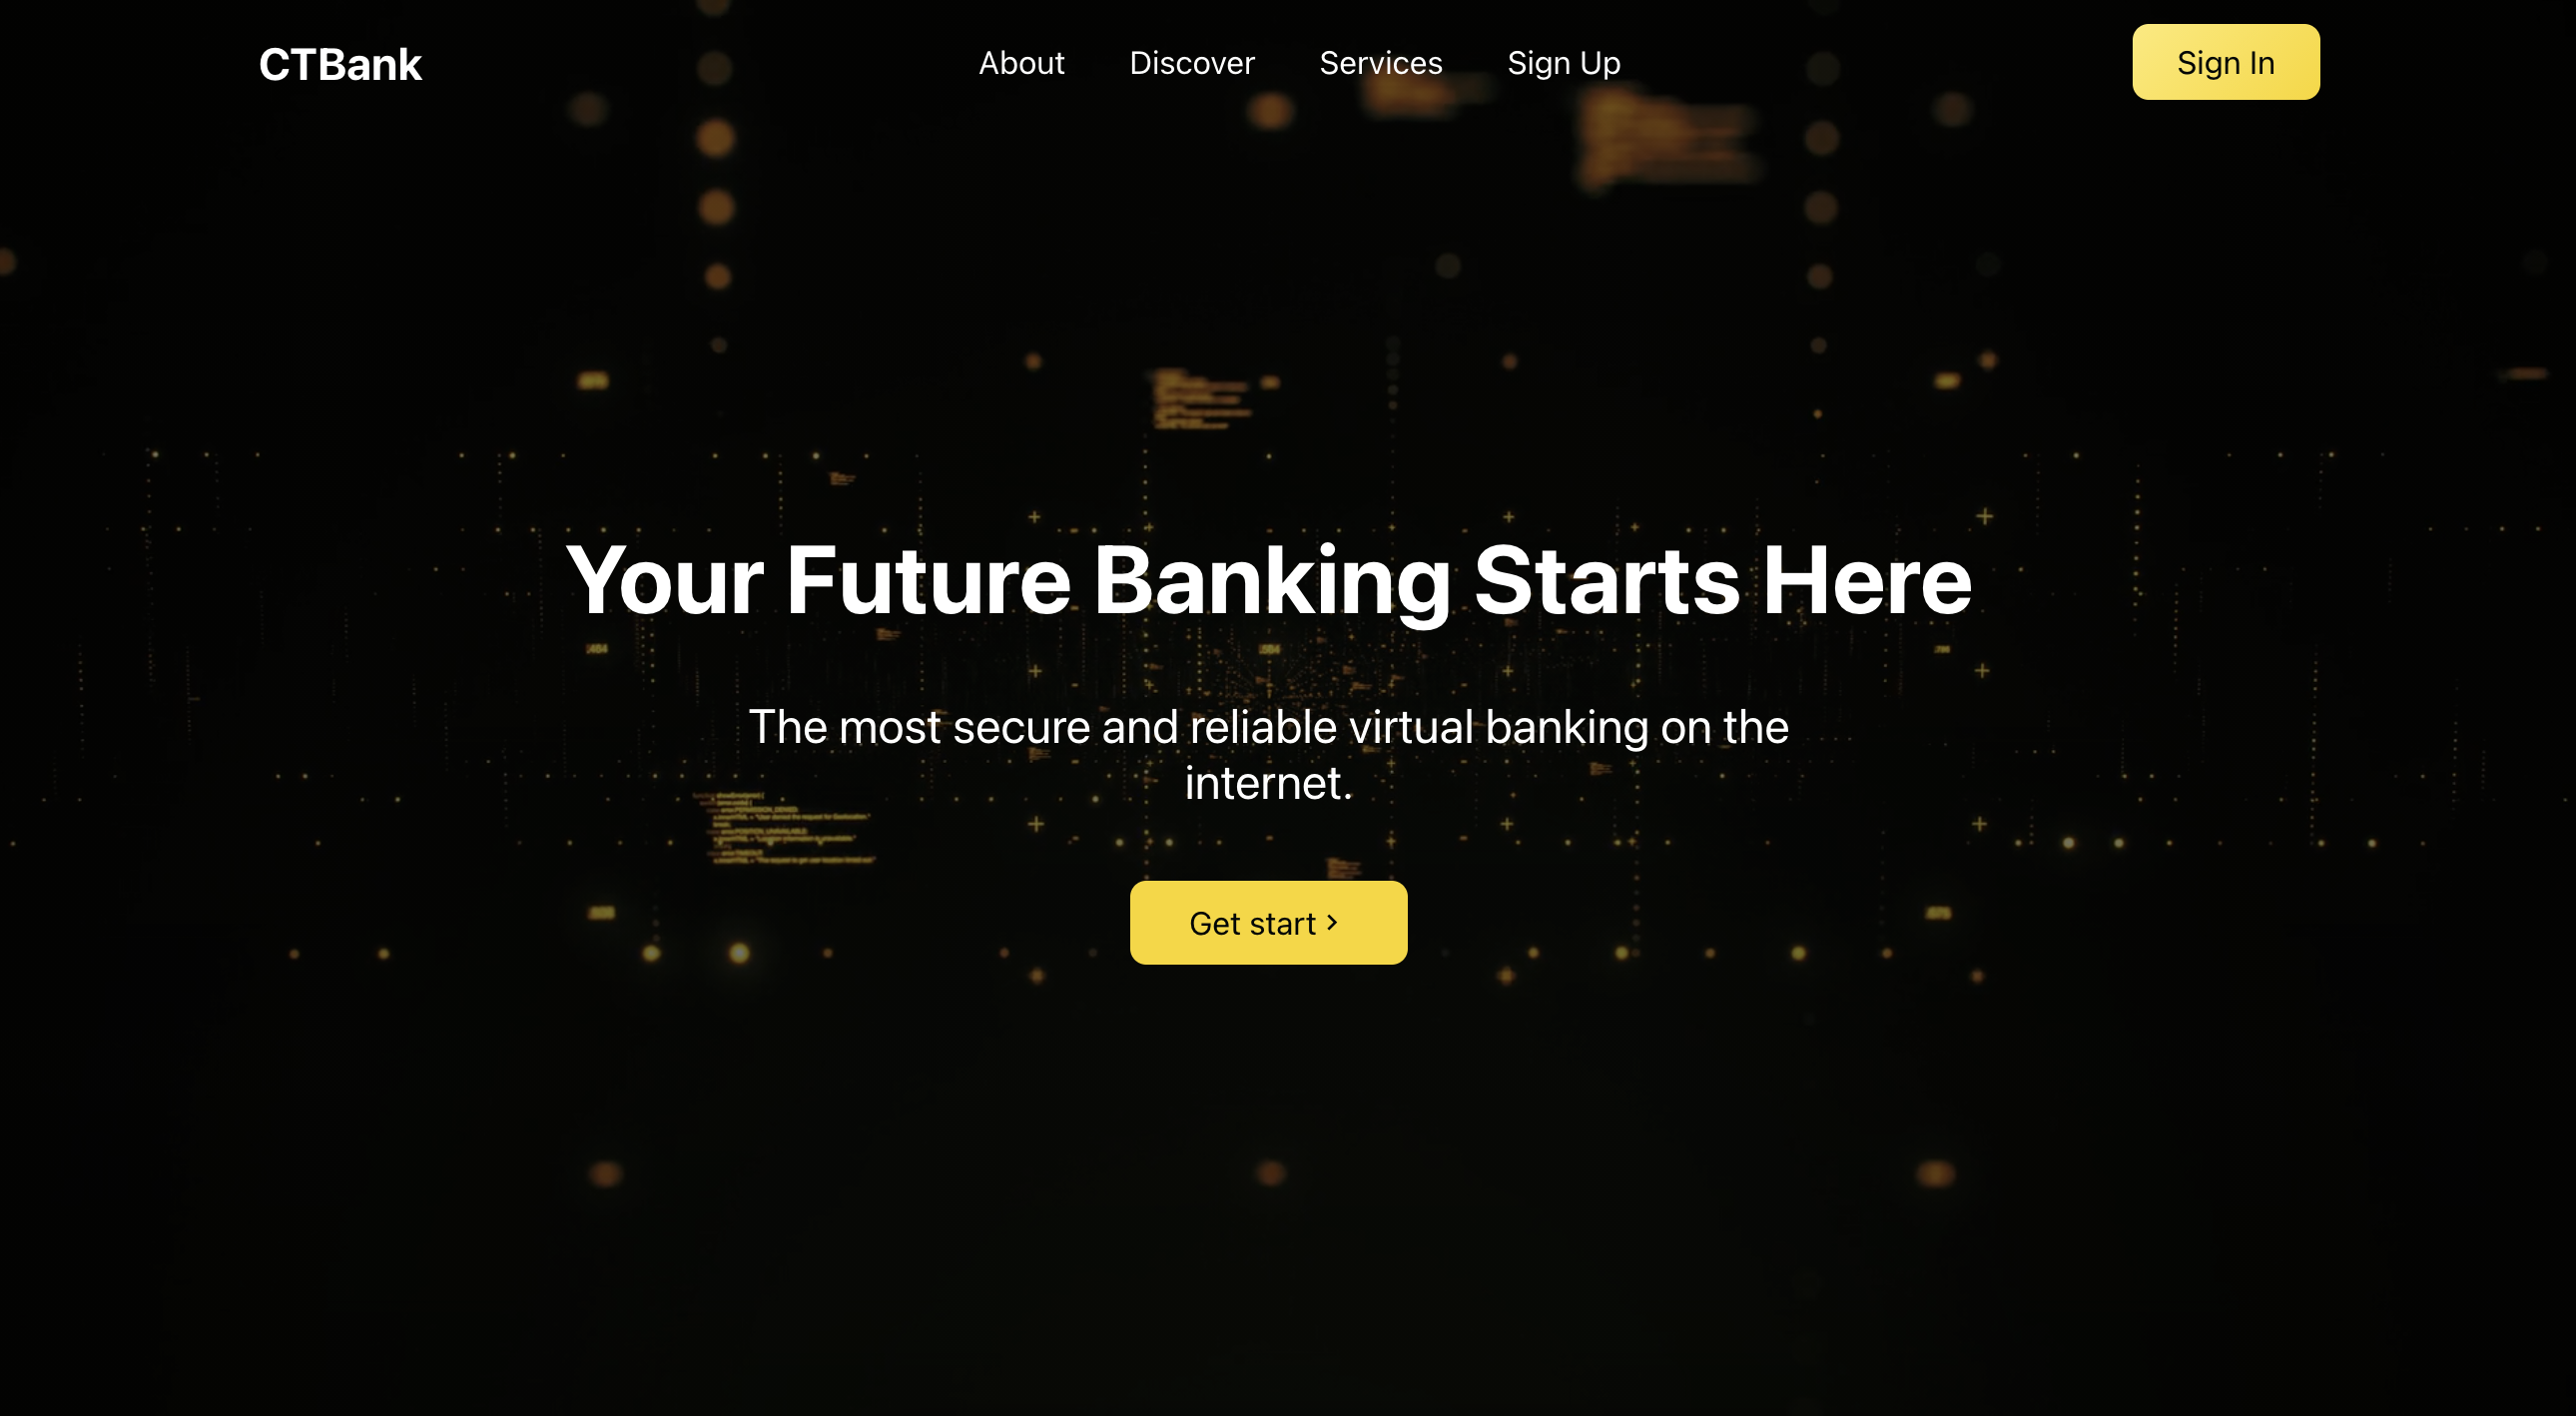 CTBank
About
Discover
Services
Sign Up
Sign In
Your Future Banking Starts Here
The most secure and reliable virtual banking on the
internet.
Get start